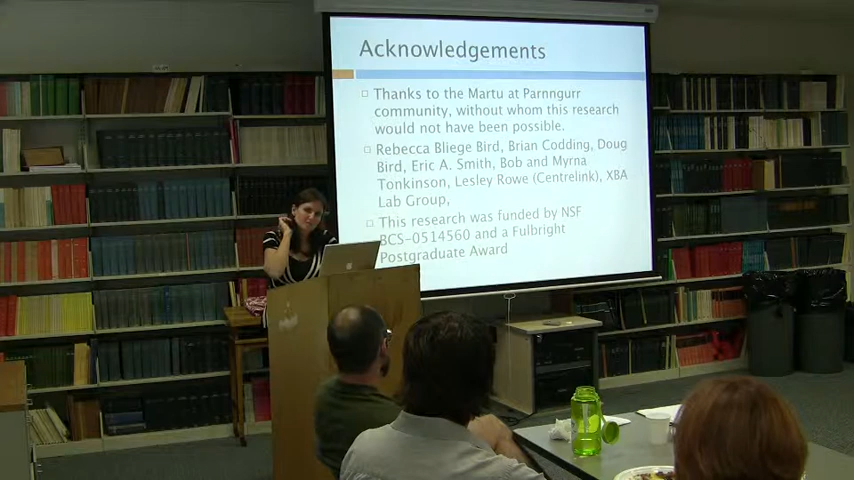 Acknowledgements
Thanks to the Martu at Parnngurr
community, without whom this research
would not have been possible.
Rebecca Bliege Bird, Brian Codding, Doug
Bird, Eric A. Smith, Bob and Myrna
Tonkinson, Lesley Rowe (Centrelink), XBA
Lab Group,
This research was funded by NSF
BCS-0514560 and a Fulbright
Postgraduate Award